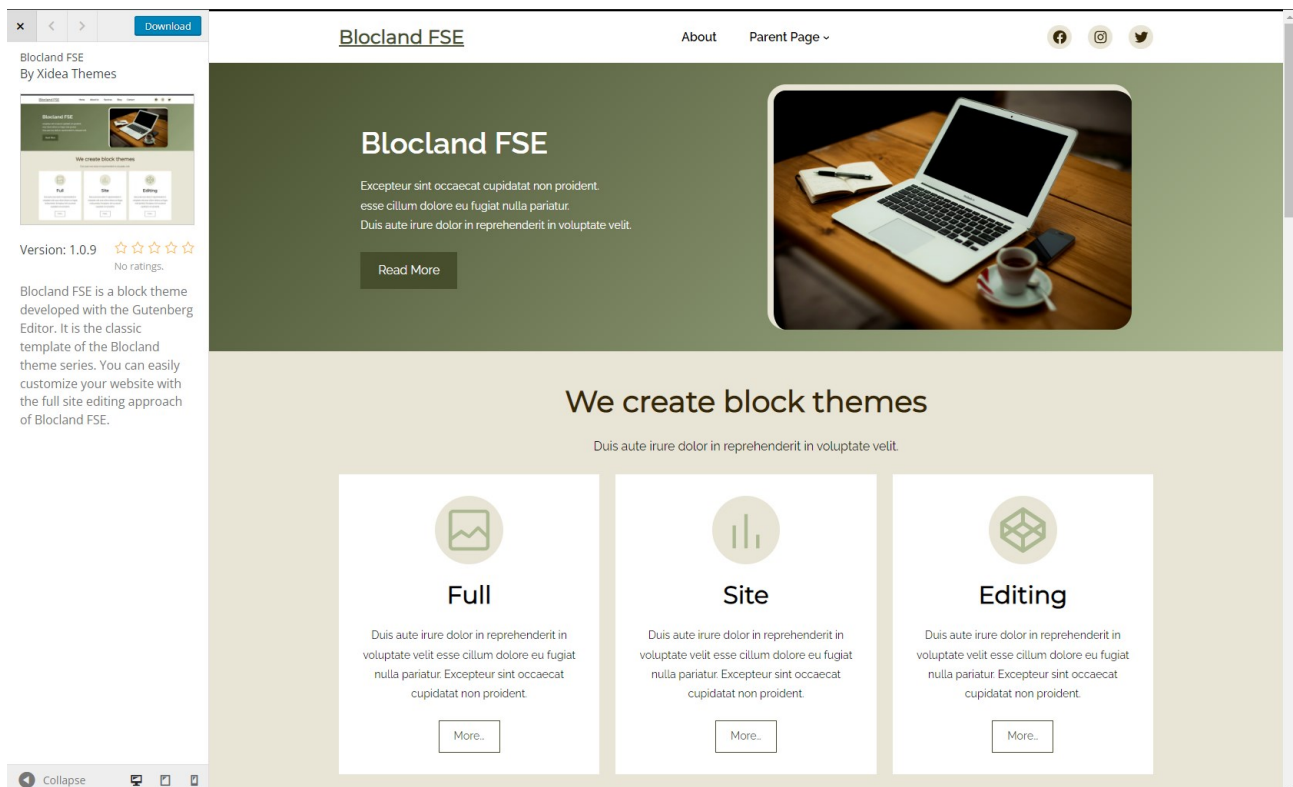 Download
Blocland FSE
By Xidea Themes
Version: 1.0.9
No ratings.
Blocland FSE is a block theme
developed with the Gutenberg
Editor. It is the classic
template of the Blocland
theme series. You can easily
customize your website with
the full site editing approach
of Blocland FSE.
Collapse
Blocland FSE
About
Parent Page
Blocland FSE
Excepteur sint occaecat cupidatat non proident.
esse cillum dolore eu fugiat nulla pariatur.
Duis aute irure dolor in reprehenderit in voluptate velit.
Read More
We create block themes
Duis aute irure dolor in reprehenderit in voluptate velit.
Full
Duis aute irure dolor in reprehenderit in
voluptate velit esse cillum dolore eu fugiat
nulla pariatur. Excepteur sint occaecat
cupidatat non proident.
More..
Site
Duis aute irure dolor in reprehenderit in
voluptate velit esse cillum dolore eu fugiat
nulla pariatur. Excepteur sint occaecat
cupidatat non proident.
More..
Editing
Duis aute irure dolor in reprehenderit in
voluptate velit esse cillum dolore eu fugiat
nulla pariatur. Excepteur sint occaecat
cupidatat non proident.
More..